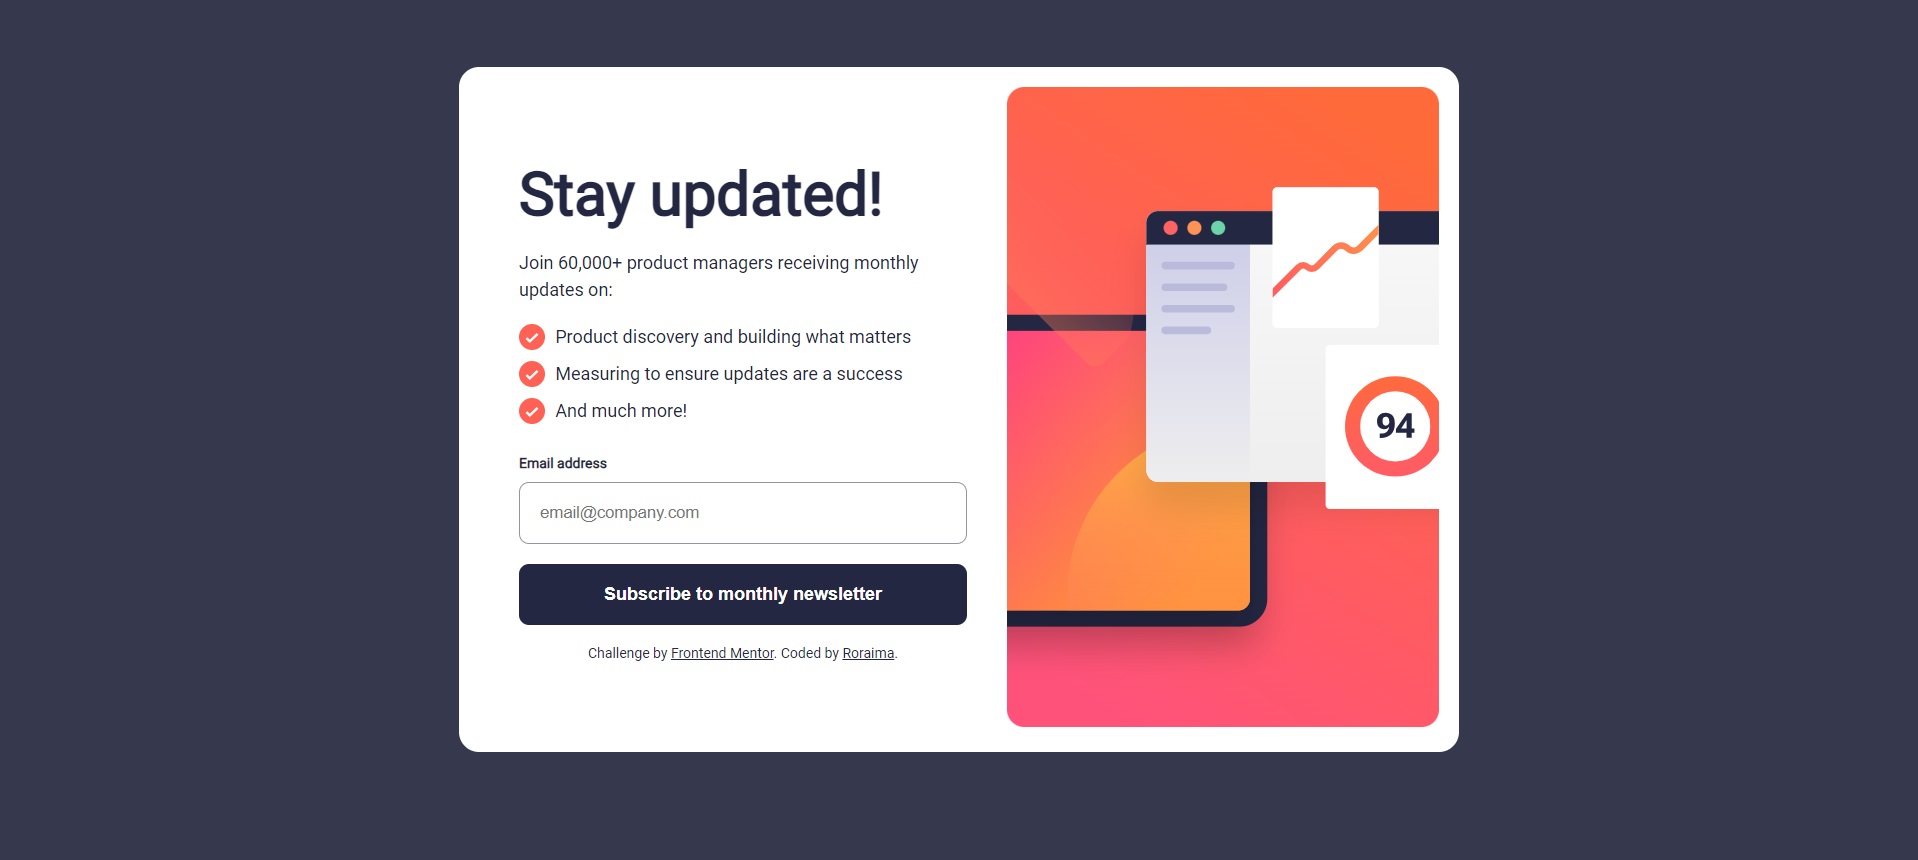 Stay updated!
Join 60,000+ product managers receiving monthly
updates on:
Product discovery and building what matters
Measuring to ensure updates are a success
And much more!
Email address
email@company.com
Subscribe to monthly newsletter
Challenge by Frontend Mentor. Coded by Roraima.
94